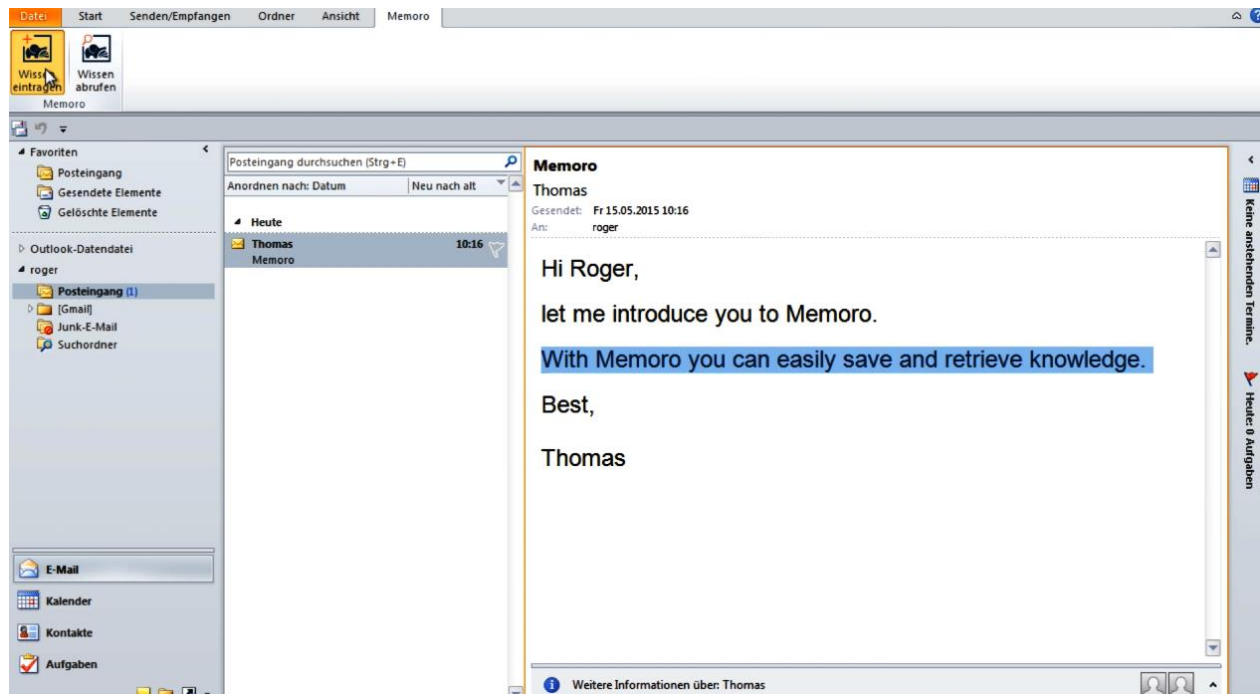 Datei Start Senden/Empfangen Ordner Ansicht Memoro
Wissen eintragen
Wissen abrufen
Memoro
Favoriten
Posteingang
Gesendete Elemente
Gelöschte Elemente
Outlook-Datendatei
roger
Posteingang (1)
[Gmail]
Junk-E-Mail
Suchordner
E-Mail
Kalender
Kontakte
Aufgaben
Posteingang durchsuchen (Strg+E)
Anordnen nach: Datum Neu nach alt
Heute
Thomas 10:16
Memoro
Memoro
Thomas
Gesendet: Fr 15.05.2015 10:16
An: roger
Hi Roger,
let me introduce you to Memoro.
With Memoro you can easily save and retrieve knowledge.
Best,
Thomas
Weitere Informationen über: Thomas
Keine anstehenden Termine.
Heute: 0 Aufgaben